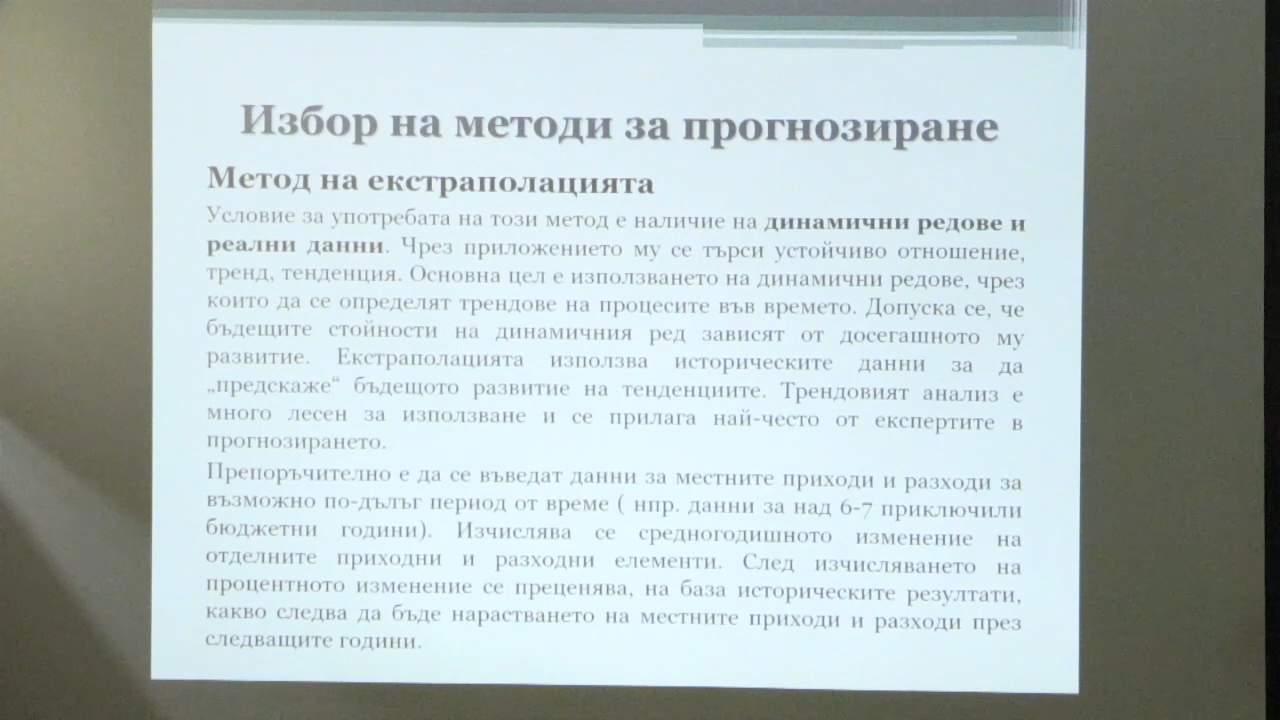 Избор на методи за прогнозиране
Метод на екстраполацията
Условие за употребата на този метод е наличие на динамични редове и
реални данни. Чрез приложението му се търси устойчиво отношение,
тренд, тенденция. Основна цел е използването на динамични редове, чрез
които да се определят трендове на процесите във времето. Допуска се, че
бъдещите стойности на динамичния ред зависят от досегашното му
развитие. Екстраполацията използва историческите данни за да
„предскаже“ бъдещото развитие на тенденциите. Трендовият анализ е
много лесен за използване и се прилага най-често от експертите в
прогнозирането.
Препоръчително е да се въведат данни за местните приходи и разходи за
възможно по-дълъг период от време ( нпр. данни за над 6-7 приключили
бюджетни години). Изчислява се средногодишното изменение на
отделните приходни и разходни елементи. След изчисляването на
процентното изменение се преценява, на база историческите резултати,
какво следва да бъде нарастването на местните приходи и разходи през
следващите години.